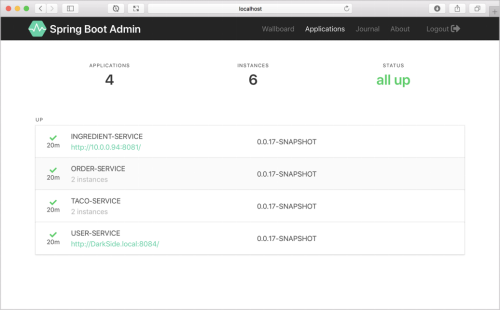 localhost
Spring Boot Admin
Wallboard Applications Journal About Logout
APPLICATIONS INSTANCES STATUS
4 6 all up
UP
INGREDIENT-SERVICE
http://10.0.0.94:8081/
20m
0.0.17-SNAPSHOT
ORDER-SERVICE
2 instances
20m
0.0.17-SNAPSHOT
TACO-SERVICE
2 instances
20m
0.0.17-SNAPSHOT
USER-SERVICE
http://DarkSide.local:8084/
20m
0.0.17-SNAPSHOT